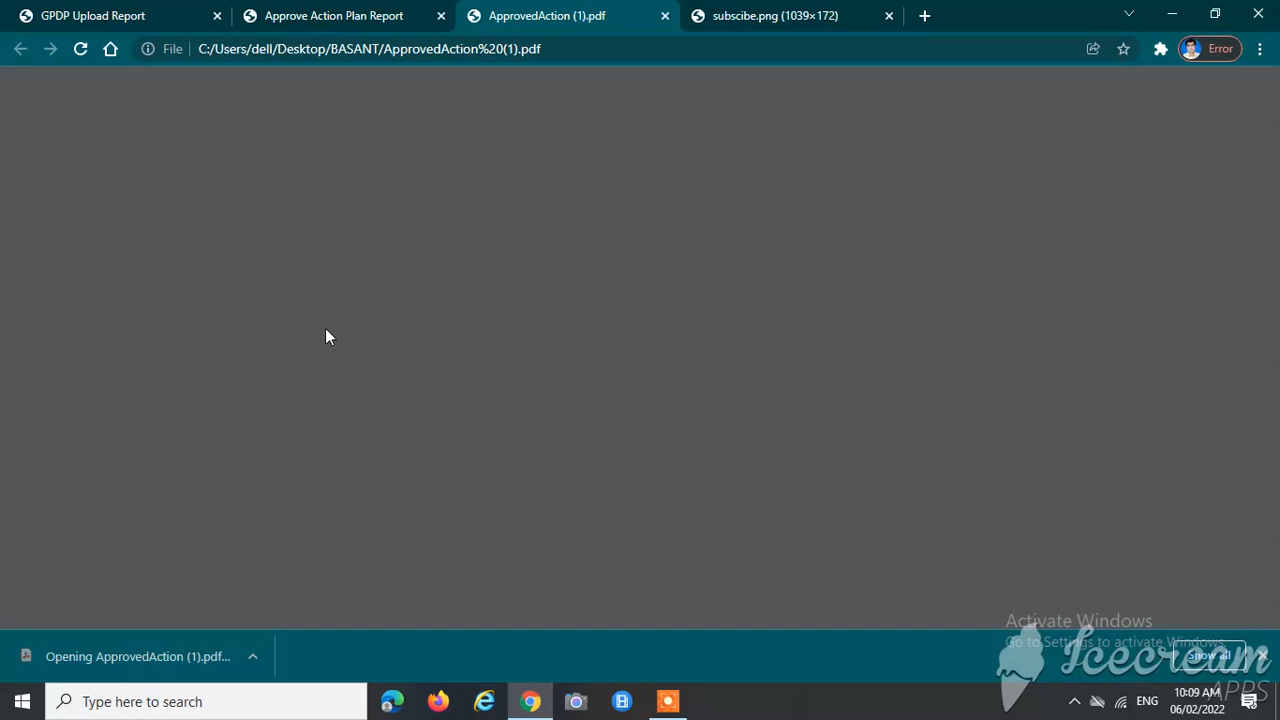 GPDP Upload Report
Approve Action Plan Report
ApprovedAction (1).pdf
subscibe.png (1039×172)
File
C:/Users/dell/Desktop/BASANT/ApprovedAction%20(1).pdf
Error
Activate Windows
Go to Settings to activate Windows.
Opening ApprovedAction (1).pdf...
Show all
Icecream
APPS
Type here to search
ENG
10:09 AM
06/02/2022